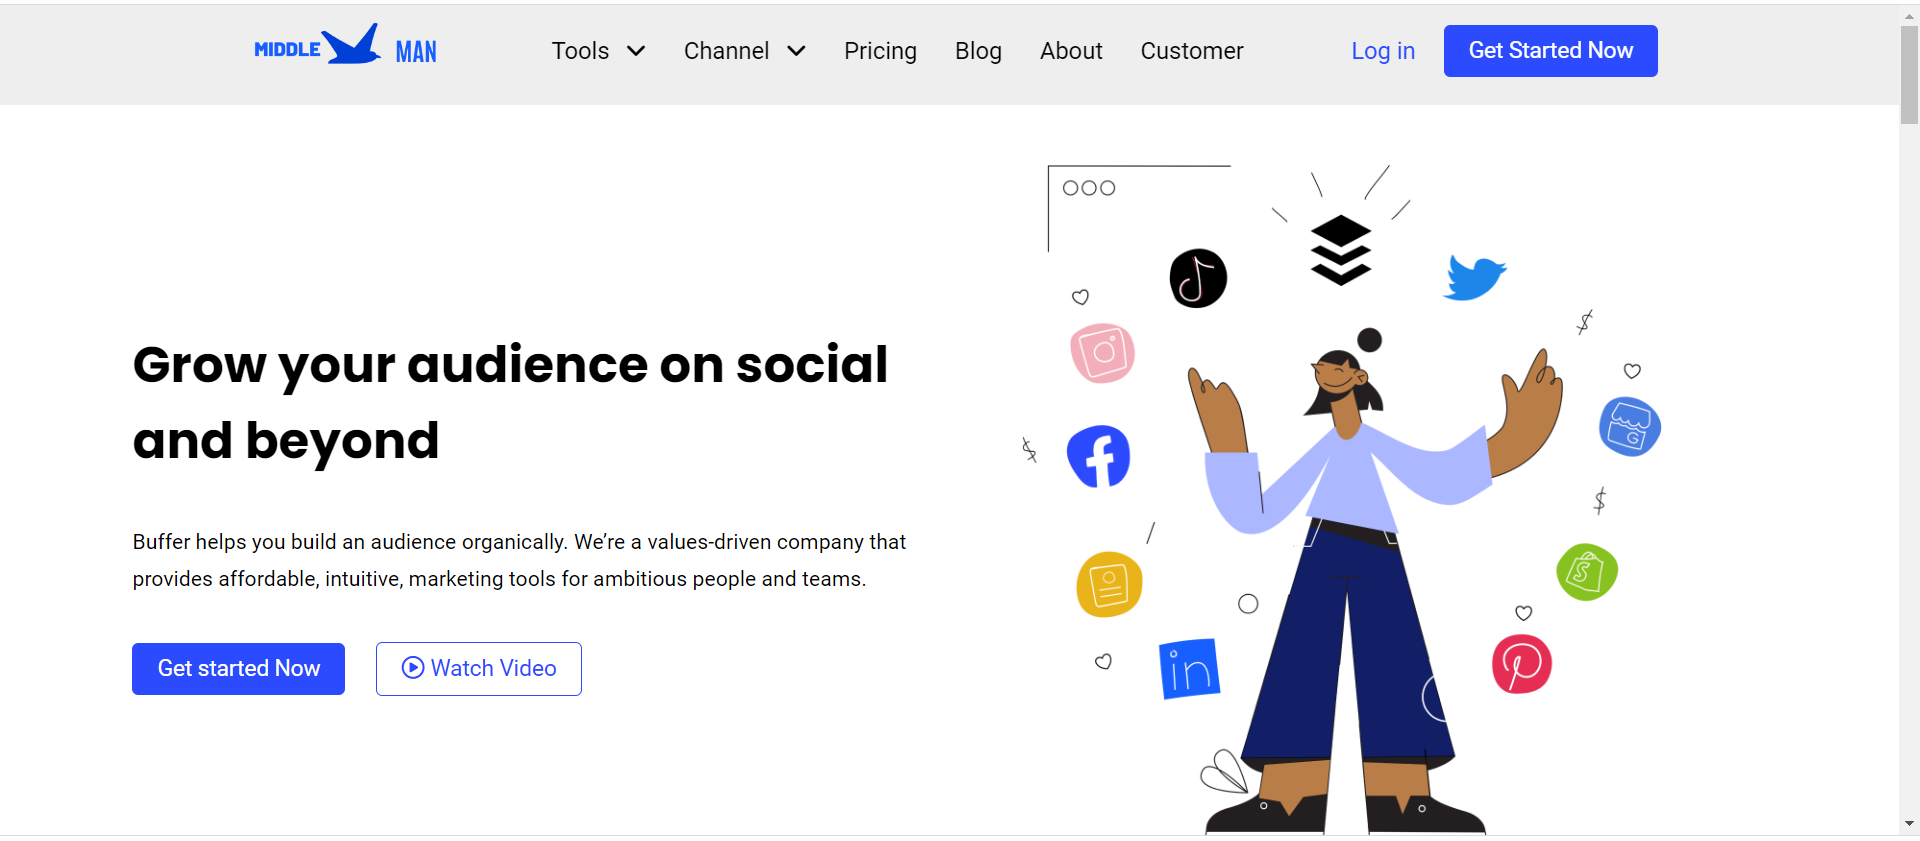 MIDDLE MAN
Tools
Channel
Pricing
Blog
About
Customer
Log in
Get Started Now
Grow your audience on social
and beyond
Buffer helps you build an audience organically. We’re a values-driven company that
provides affordable, intuitive, marketing tools for ambitious people and teams.
Get started Now
Watch Video
$
$
$
G
S
f
in